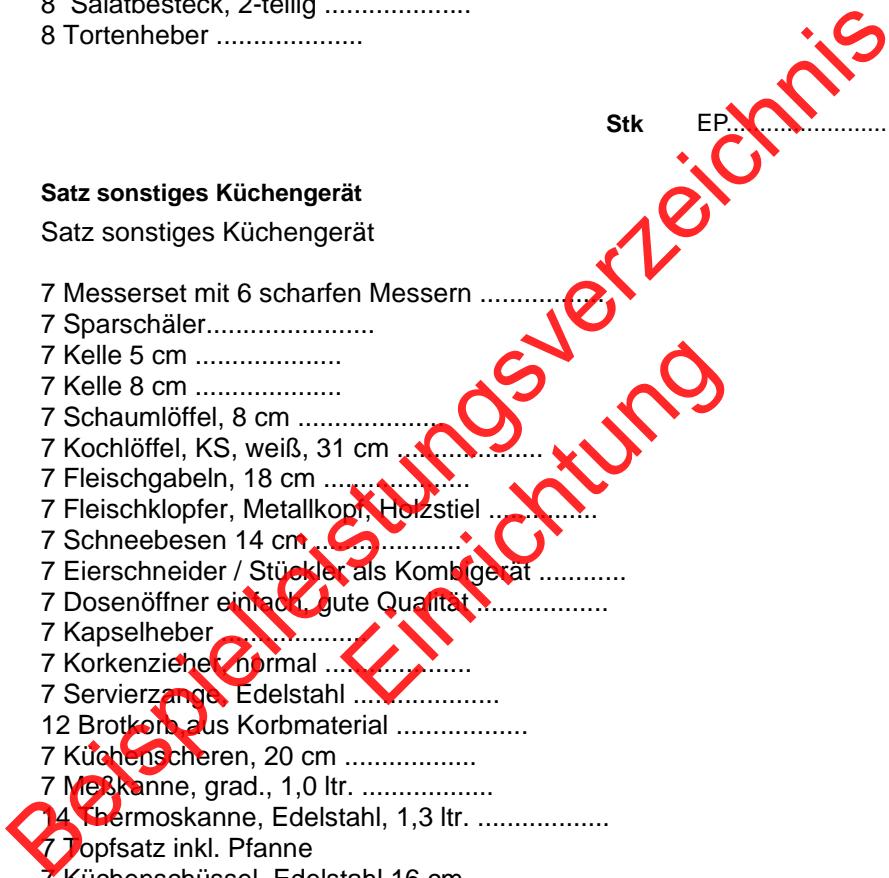 8 Salatbesteck, 2-teilig ....................
8 Tortenheber ....................
Stk EP......................
Satz sonstiges Küchengerät
Satz sonstiges Küchengerät
7 Messerset mit 6 scharfen Messern .................
7 Sparschäler.......................
7 Kelle 5 cm ....................
7 Kelle 8 cm ....................
7 Schaumlöffel, 8 cm ....................
7 Kochlöffel, KS, weiß, 31 cm ....................
7 Fleischgabeln, 18 cm ....................
7 Fleischklopfer, Metallkopf, Holzstiel ...............
7 Schneebesen 14 cm ....................
7 Eierschneider / Stückler als Kombigerät ............
7 Dosenöffner einfach, gute Qualität ..................
7 Kapselheber ....................
7 Korkenzieher, normal ....................
7 Servierzange, Edelstahl ....................
12 Brotkorb,aus Korbmaterial ..................
7 Küchenscheren, 20 cm ..................
7 Meßkanne, grad., 1,0 ltr. ..................
14 Thermoskanne, Edelstahl, 1,3 ltr. ..................
7 Topfsatz inkl. Pfanne
7 Küchenschüssel, Edelstahl 16 cm
Beispielleistungsverzeichnis
Einrichtung